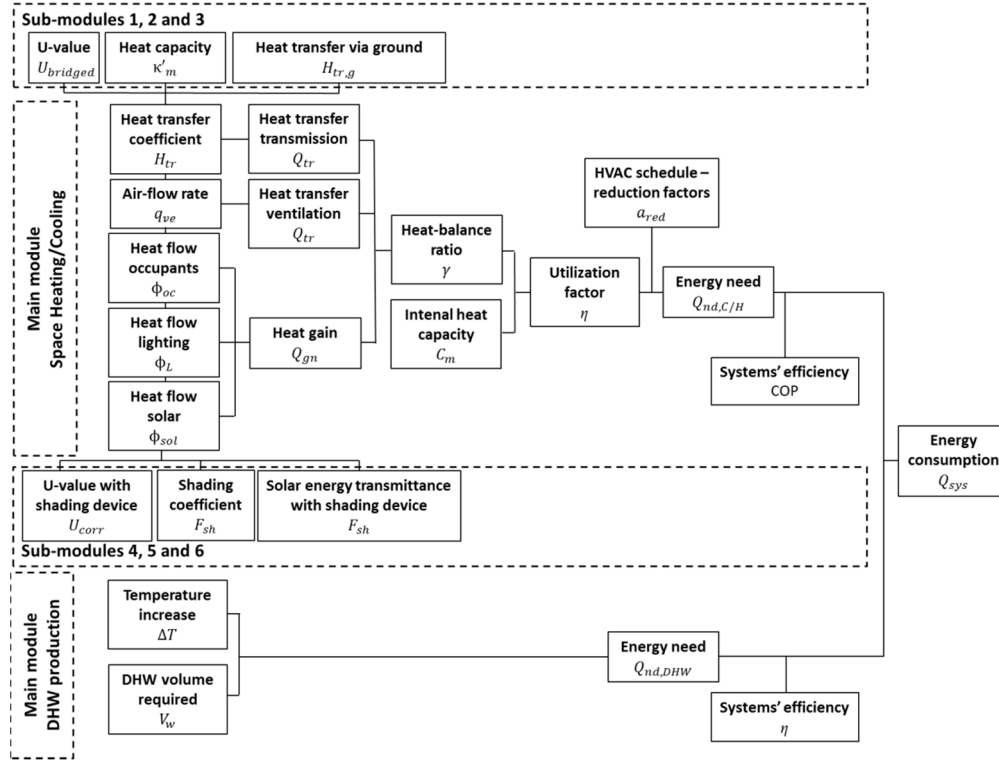 Sub-modules 1, 2 and 3
U-value
U_bridged
Heat capacity
κ′_m
Heat transfer via ground
H_tr,g
Main module
Space Heating/Cooling
Heat transfer
coefficient
H_tr
Heat transfer
transmission
Q_tr
Air-flow rate
q_ve
Heat transfer
ventilation
Q_tr
Heat flow
occupants
ϕ_oc
Heat flow
lighting
ϕ_L
Heat flow
solar
ϕ_sol
Heat gain
Q_gn
Heat-balance
ratio
γ
Intenal heat
capacity
C_m
Utilization
factor
η
HVAC schedule –
reduction factors
a_red
Energy need
Q_nd,C/H
Systems’ efficiency
COP
Energy
consumption
Q_sys
U-value with
shading device
U_corr
Shading
coefficient
F_sh
Solar energy transmittance
with shading device
F_sh
Sub-modules 4, 5 and 6
Main module
DHW production
Temperature
increase
ΔT
DHW volume
required
V_w
Energy need
Q_nd,DHW
Systems’ efficiency
η